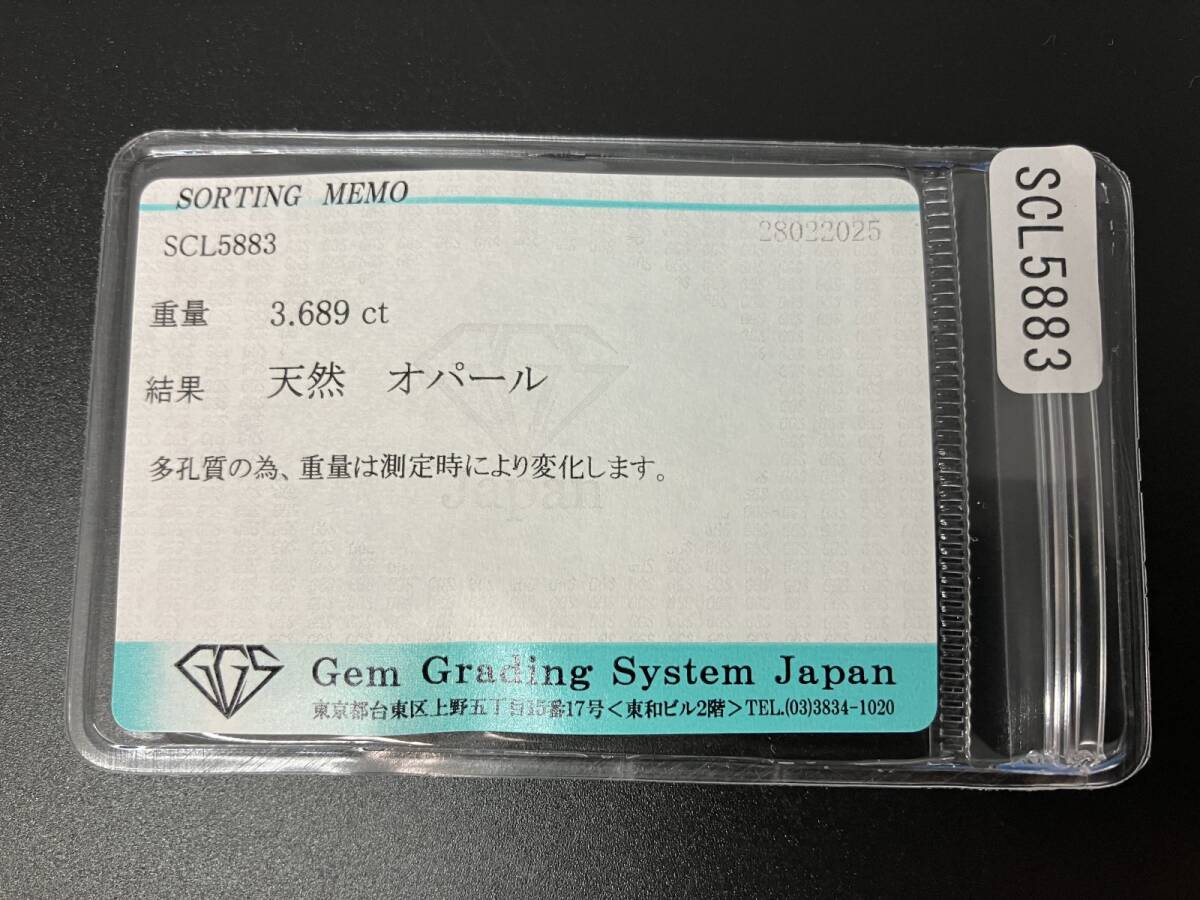 SORTING MEMO
SCL5883 28022025
重量 3.689 ct
結果 天然 オパール
多孔質の為、重量は測定時により変化します。
Japan
GGS Gem Grading System Japan
東京都台東区上野五丁目15番17号<東和ビル2階>TEL.(03)3834-1020
SCL5883